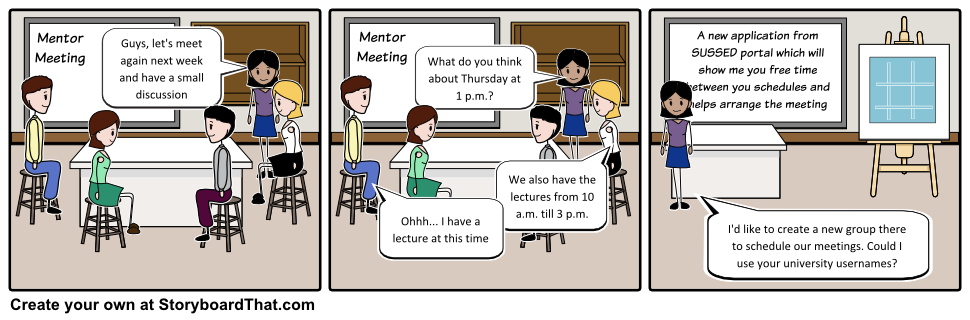 Mentor
Meeting
Guys, let's meet
again next week
and have a small
discussion
Mentor
Meeting
What do you think
about Thursday at
1 p.m.?
Ohhh... I have a
lecture at this time
We also have the
lectures from 10
a.m. till 3 p.m.
A new application from
SUSSED portal which will
show me you free time
between you schedules and
helps arrange the meeting
I'd like to create a new group there
to schedule our meetings. Could I
use your university usernames?
Create your own at StoryboardThat.com